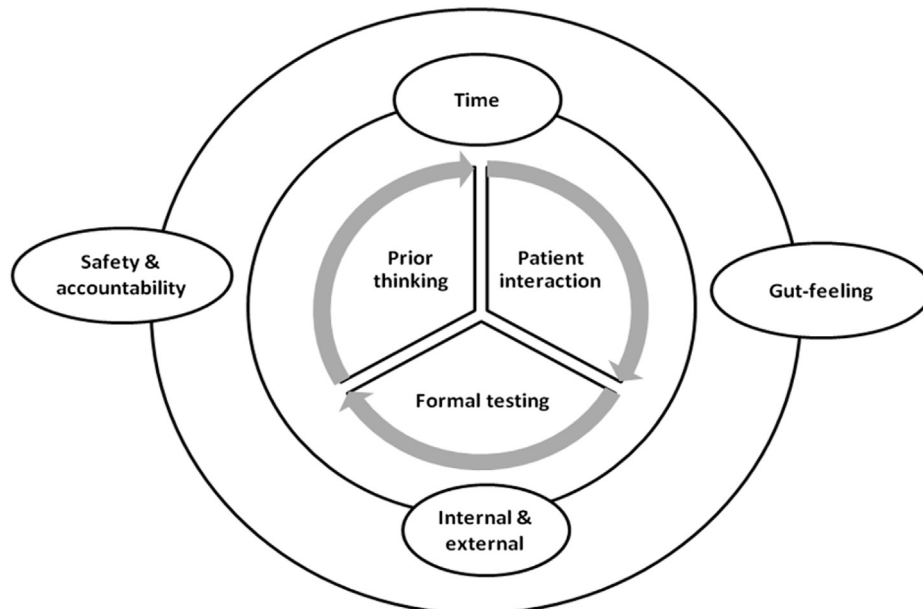 Time
Safety &
accountability
Prior
thinking
Patient
interaction
Gut-feeling
Formal testing
Internal &
external